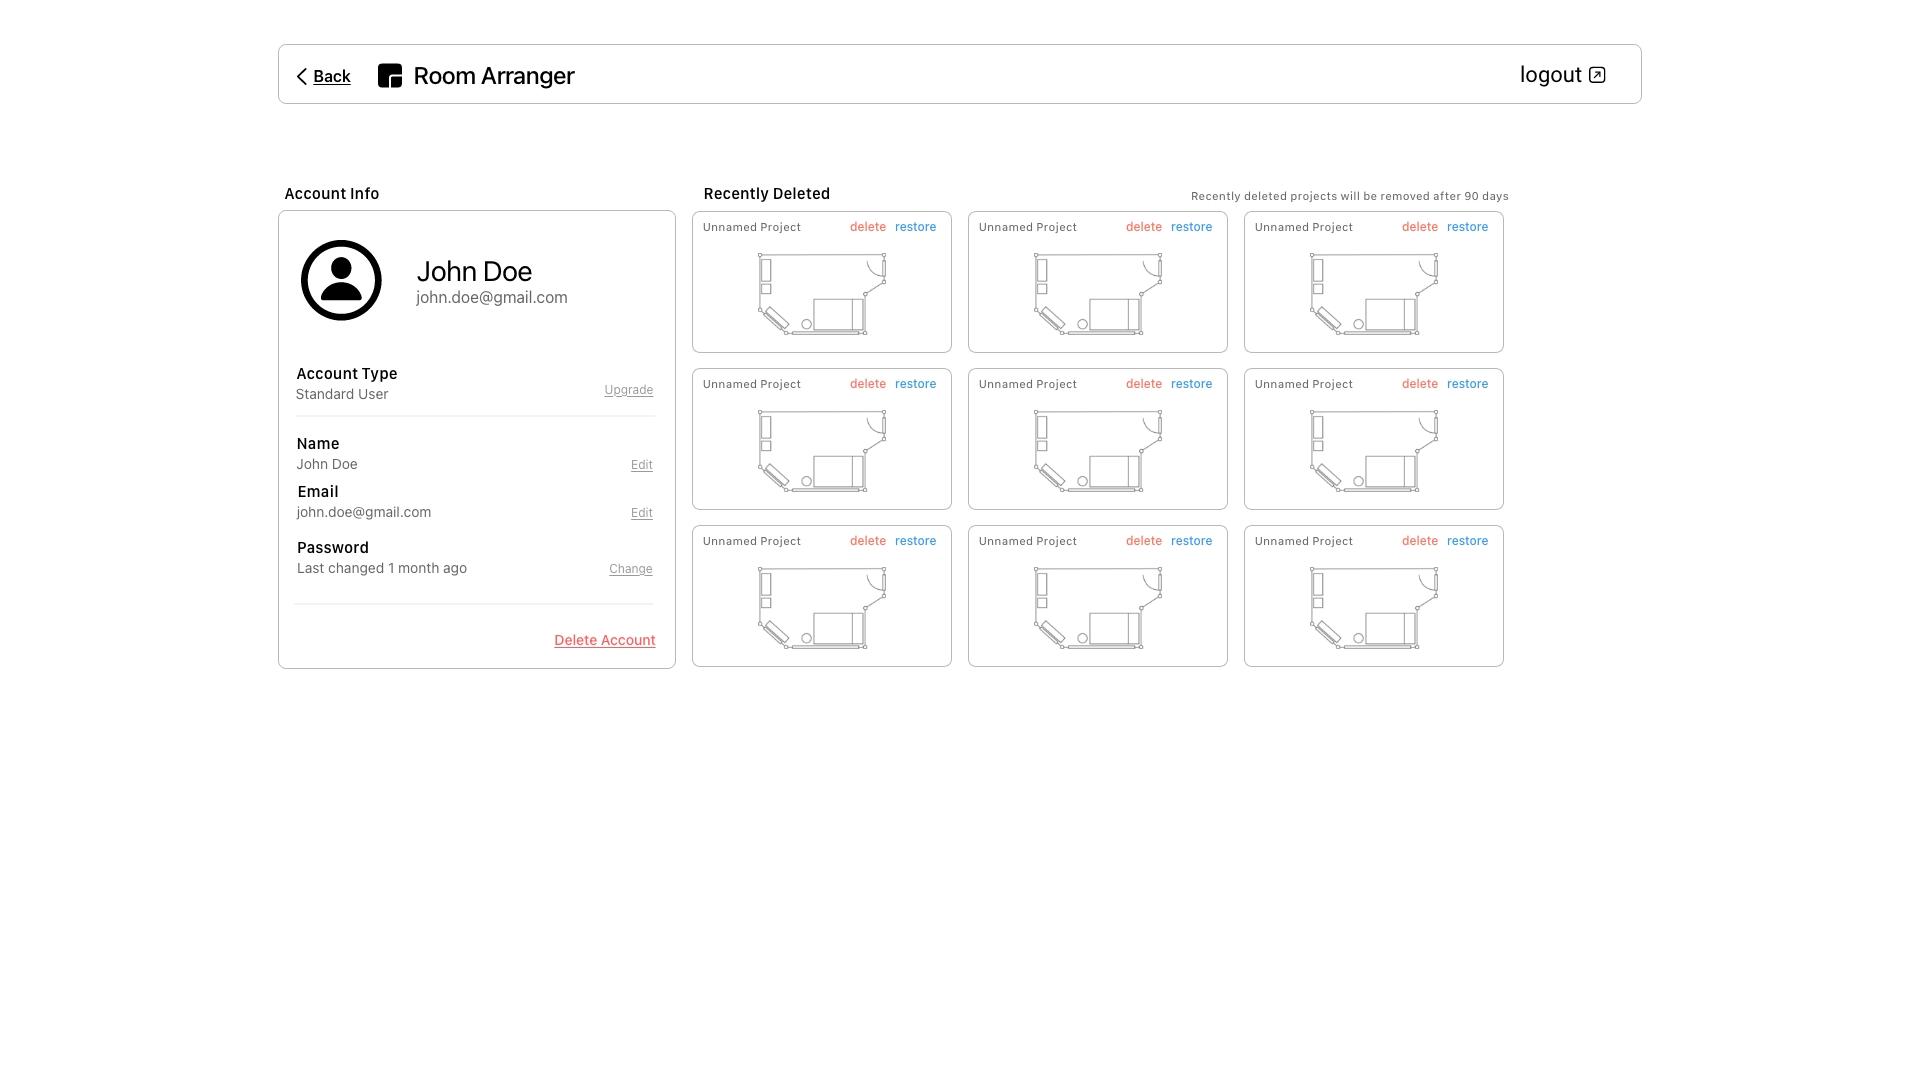 Back
Room Arranger
logout
Account Info
John Doe
john.doe@gmail.com
Account Type
Standard User
Upgrade
Name
John Doe
Edit
Email
john.doe@gmail.com
Edit
Password
Last changed 1 month ago
Change
Delete Account
Recently Deleted
Recently deleted projects will be removed after 90 days
Unnamed Project delete restore
Unnamed Project delete restore
Unnamed Project delete restore
Unnamed Project delete restore
Unnamed Project delete restore
Unnamed Project delete restore
Unnamed Project delete restore
Unnamed Project delete restore
Unnamed Project delete restore